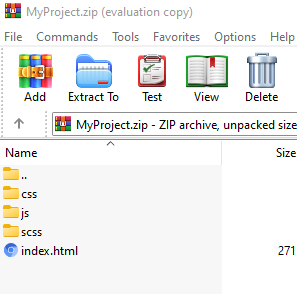 MyProject.zip (evaluation copy)
File Commands Tools Favorites Options
Add Extract To Test View Delete
MyProject.zip - ZIP archive, unpacked size
Name Size
..
css
js
scss
index.html 271